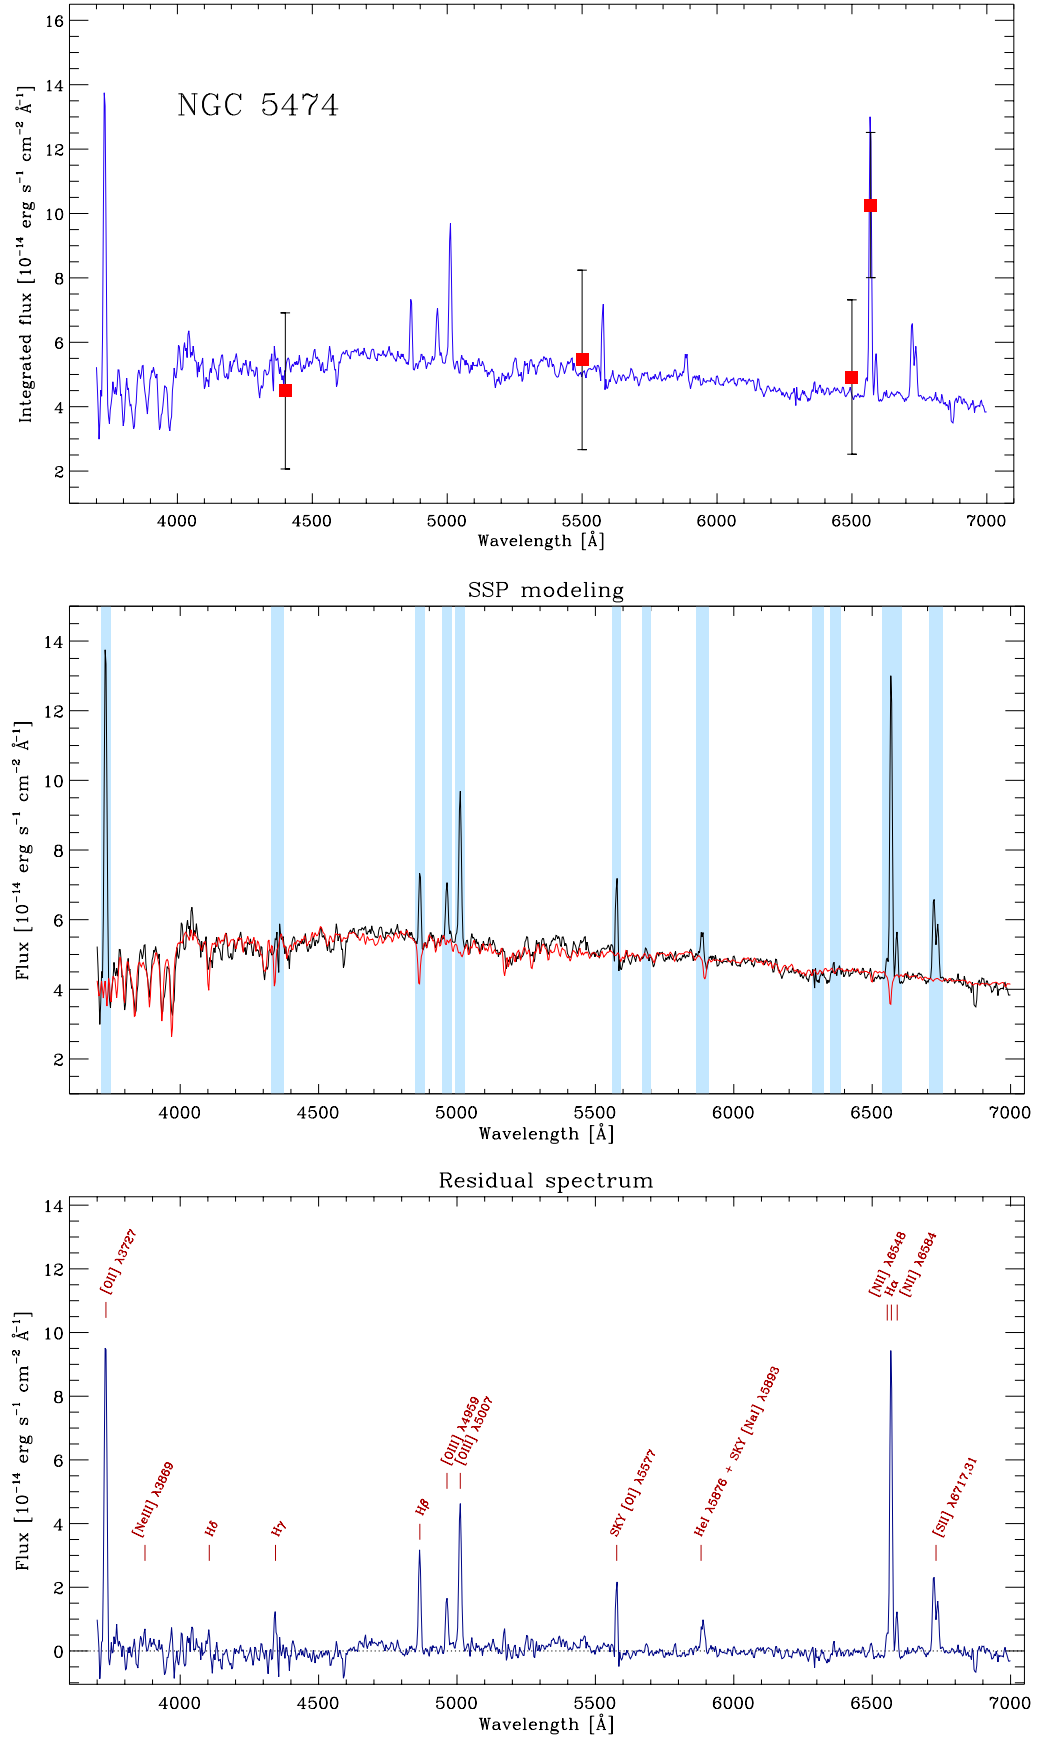 16
14
12
10
8
6
4
2
Integrated flux [10⁻¹⁴ erg s⁻¹ cm⁻² Å⁻¹]
NGC 5474
4000 4500 5000 5500 6000 6500 7000
Wavelength [Å]
SSP modeling
14
12
10
8
6
4
2
Flux [10⁻¹⁴ erg s⁻¹ cm⁻² Å⁻¹]
4000 4500 5000 5500 6000 6500 7000
Wavelength [Å]
Residual spectrum
14
12
10
8
6
4
2
0
Flux [10⁻¹⁴ erg s⁻¹ cm⁻² Å⁻¹]
[OII] λ3727
[NeIII] λ3869
Hδ
Hγ
Hβ
[OIII] λ4959
[OIII] λ5007
SKY [OI] λ5577
HeI λ5876 + SKY [NaI] λ5893
[NII] λ6548
Hα
[NII] λ6584
[SII] λ6717,31
4000 4500 5000 5500 6000 6500 7000
Wavelength [Å]